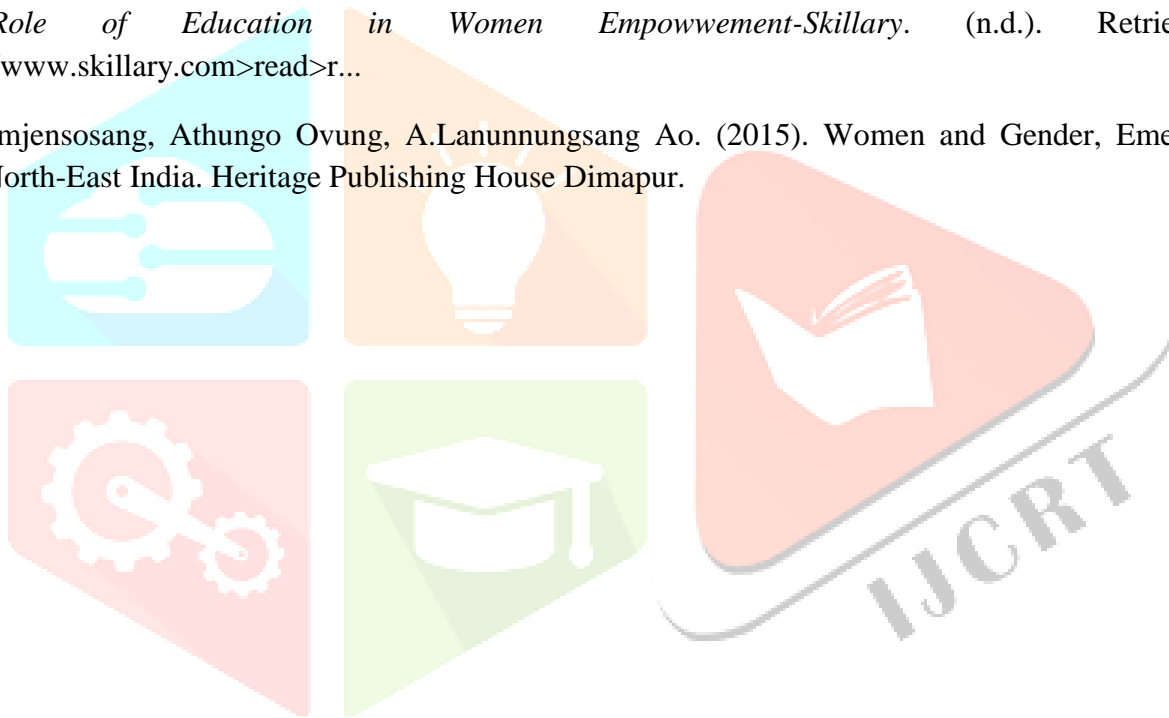 Role of Education in Women Empowwement-Skillary. (n.d.). Retrie
www.skillary.com>read>r...
mjensosang, Athungo Ovung, A.Lanunnungsang Ao. (2015). Women and Gender, Eme
North-East India. Heritage Publishing House Dimapur.
IJCRT